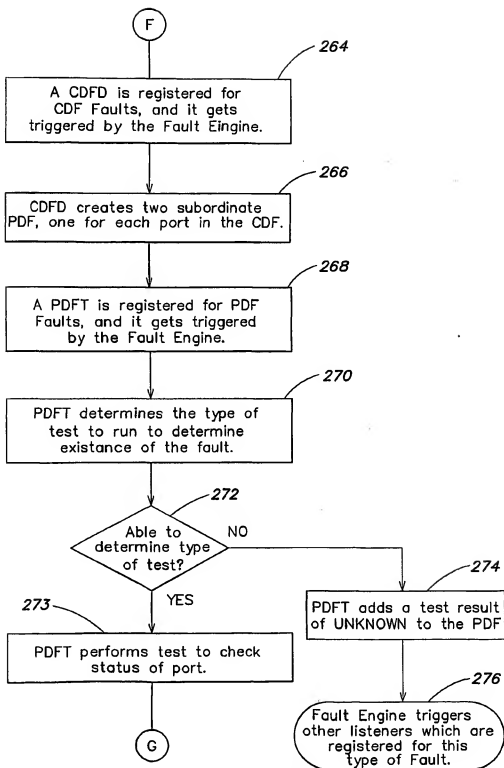 F
264
A CDFD is registered for
CDF Faults, and it gets
triggered by the Fault Eingine.
266
CDFD creates two subordinate
PDF, one for each port in the CDF.
268
A PDFT is registered for PDF
Faults, and it gets triggered
by the Fault Engine.
270
PDFT determines the type of
test to run to determine
existance of the fault.
272
Able to
determine type
of test?
NO
YES
273
PDFT performs test to check
status of port.
G
274
PDFT adds a test result
of UNKNOWN to the PDF
276
Fault Engine triggers
other listeners which are
registered for this
type of Fault.